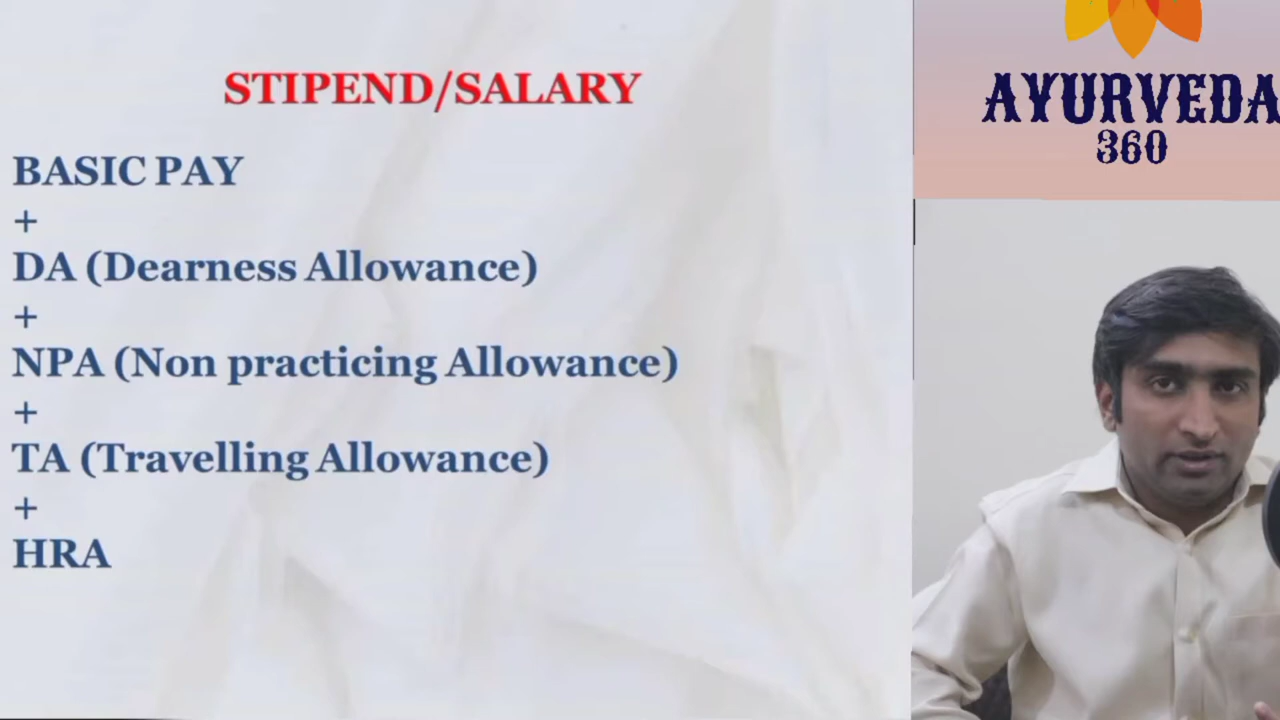 STIPEND/SALARY
BASIC PAY
+
DA (Dearness Allowance)
+
NPA (Non practicing Allowance)
+
TA (Travelling Allowance)
+
HRA
AYURVEDA
360